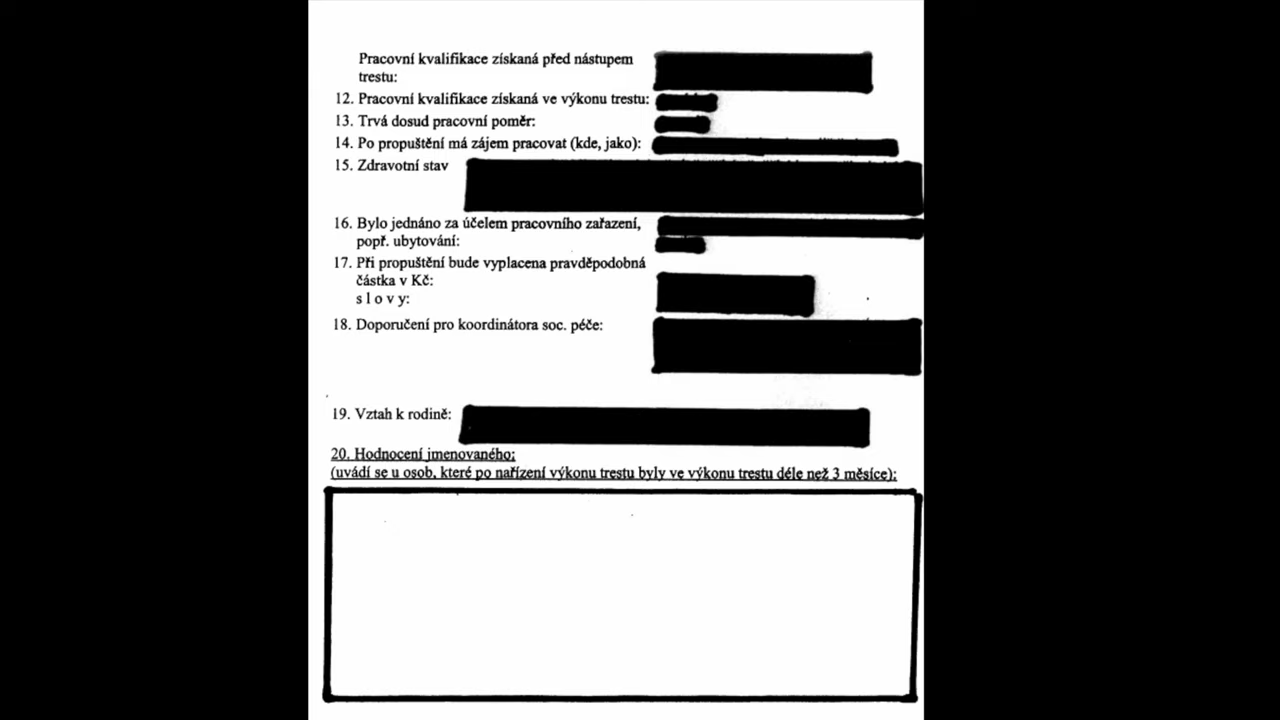 Pracovní kvalifikace získaná před nástupem
trestu:
12. Pracovní kvalifikace získaná ve výkonu trestu:
13. Trvá dosud pracovní poměr:
14. Po propuštění má zájem pracovat (kde, jako):
15. Zdravotní stav
16. Bylo jednáno za účelem pracovního zařazení,
popř. ubytování:
17. Při propuštění bude vyplacena pravděpodobná
částka v Kč:
s l o v y:
18. Doporučení pro koordinátora soc. péče:
19. Vztah k rodině:
20. Hodnocení jmenovaného:
(uvádí se u osob, které po nařízení výkonu trestu byly ve výkonu trestu déle než 3 měsíce):